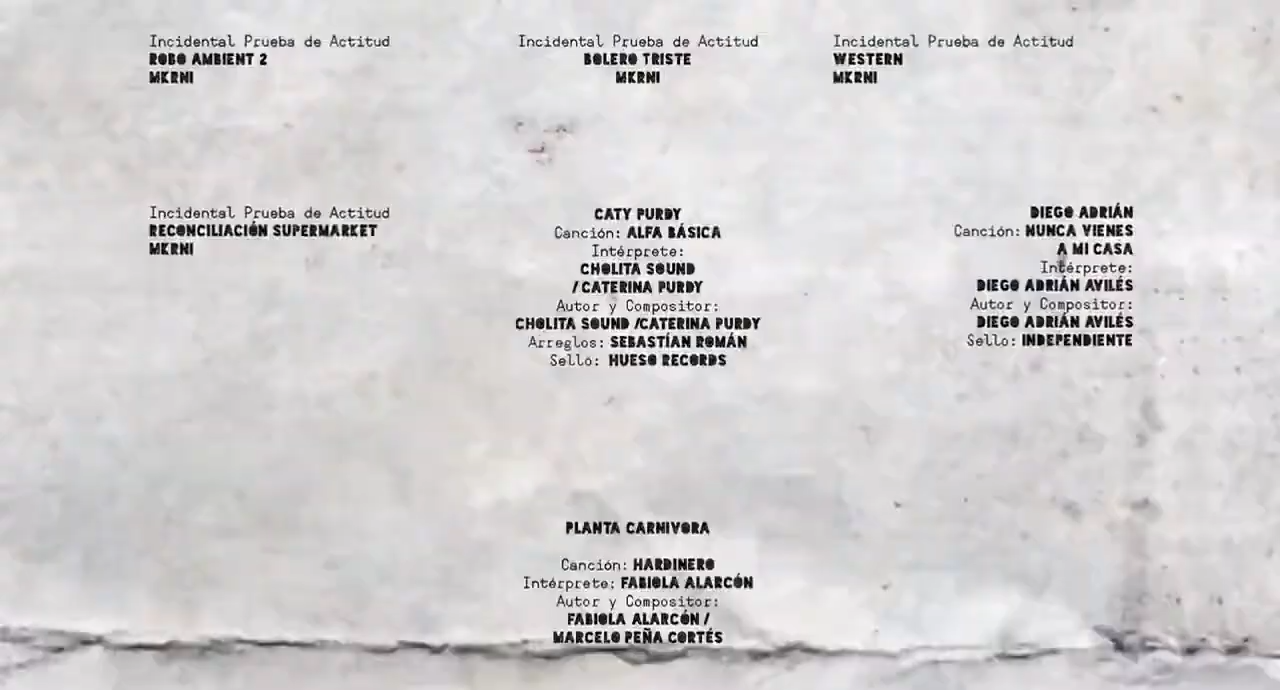 Incidental Prueba de Actitud
ROBO AMBIENT 2
MKRNI
Incidental Prueba de Actitud
BOLERO TRISTE
MKRNI
Incidental Prueba de Actitud
WESTERN
MKRNI
Incidental Prueba de Actitud
RECONCILIACIÓN SUPERMARKET
MKRNI
CATY PURDY
Canción: ALFA BÁSICA
Intérprete:
CHOLITA SOUND
/CATERINA PURDY
Autor y Compositor:
CHOLITA SOUND /CATERINA PURDY
Arreglos: SEBASTÍAN ROMÁN
Sello: HUESO RECORDS
DIEGO ADRIÁN
Canción: NUNCA VIENES
A MI CASA
Intérprete:
DIEGO ADRIÁN AVILÉS
Autor y Compositor:
DIEGO ADRIÁN AVILÉS
Sello: INDEPENDIENTE
PLANTA CARNIVORA
Canción: HARDINERO
Intérprete: FABIOLA ALARCÓN
Autor y Compositor:
FABIOLA ALARCÓN /
MARCELO PEÑA CORTÉS